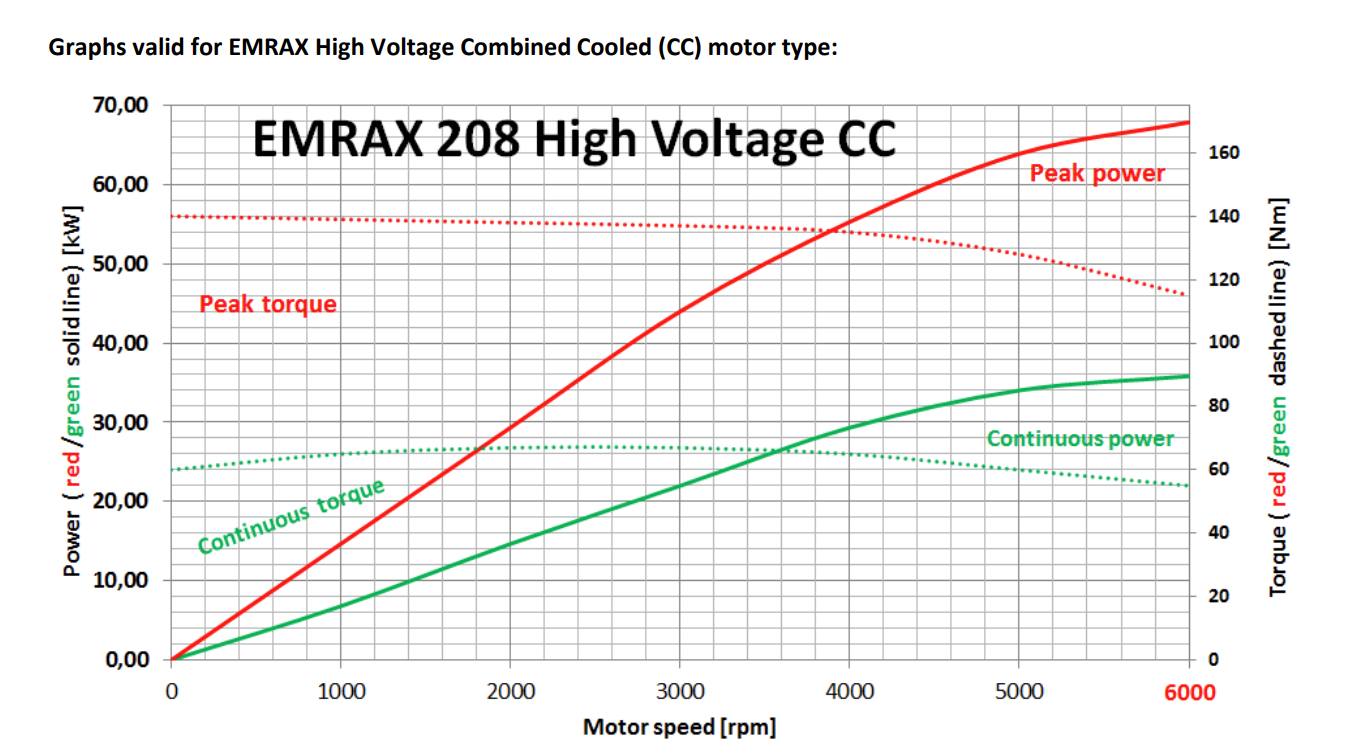 Graphs valid for EMRAX High Voltage Combined Cooled (CC) motor type:
EMRAX 208 High Voltage CC
Power ( red /green solid line) [kW]
70,00
60,00
50,00
40,00
30,00
20,00
10,00
0,00
Peak power
Peak torque
Continuous power
Continuous torque
160
140
120
100
80
60
40
20
0
Torque ( red /green dashed line) [Nm]
0 1000 2000 3000 4000 5000 6000
Motor speed [rpm]